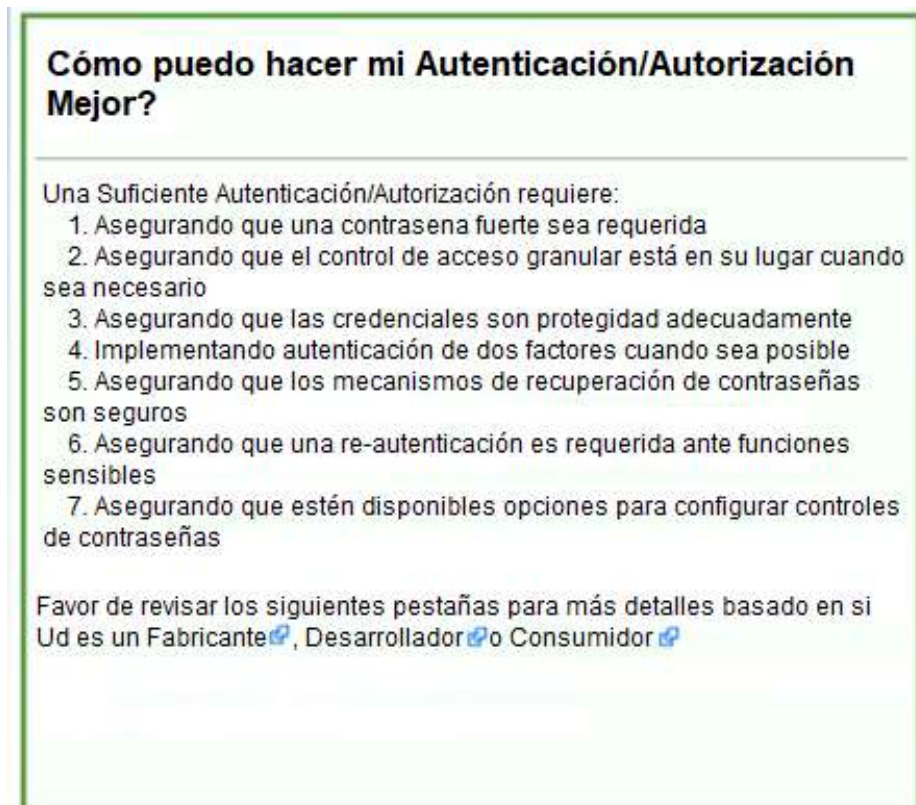 Cómo puedo hacer mi Autenticación/Autorización
Mejor?
Una Suficiente Autenticación/Autorización requiere:
1. Asegurando que una contrasena fuerte sea requerida
2. Asegurando que el control de acceso granular está en su lugar cuando
sea necesario
3. Asegurando que las credenciales son protegidad adecuadamente
4. Implementando autenticación de dos factores cuando sea posible
5. Asegurando que los mecanismos de recuperación de contraseñas
son seguros
6. Asegurando que una re-autenticación es requerida ante funciones
sensibles
7. Asegurando que estén disponibles opciones para configurar controles
de contraseñas
Favor de revisar los siguientes pestañas para más detalles basado en si
Ud es un Fabricante, Desarrollador o Consumidor